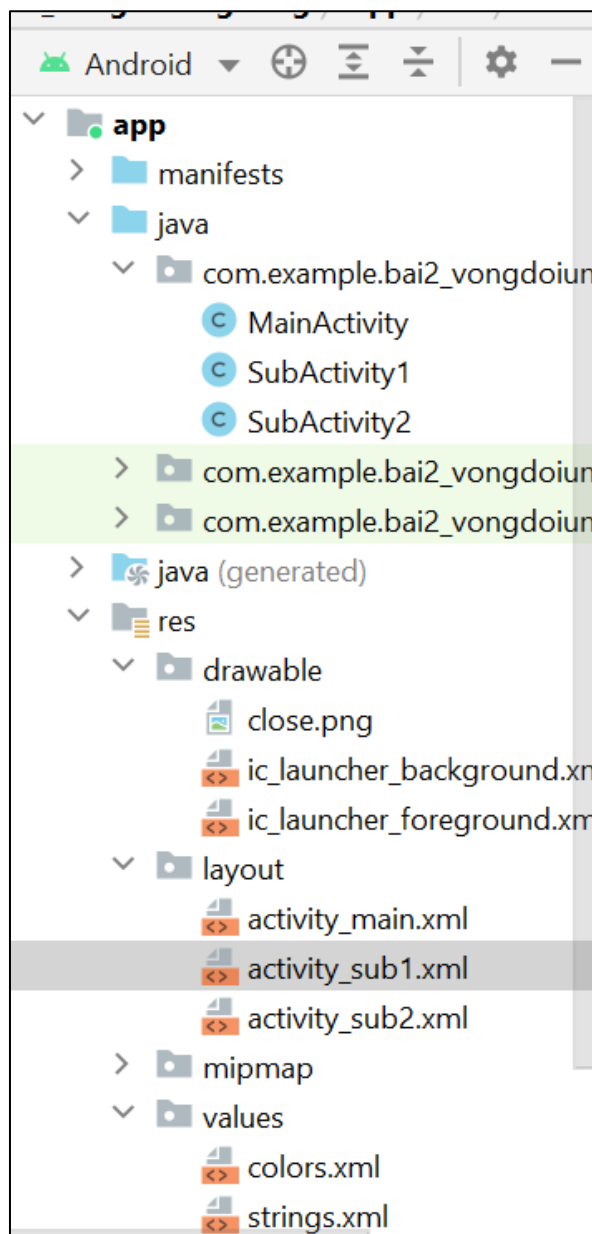 Android
app
manifests
java
com.example.bai2_vongdoiun
MainActivity
SubActivity1
SubActivity2
com.example.bai2_vongdoiun
com.example.bai2_vongdoiun
java (generated)
res
drawable
close.png
ic_launcher_background.xm
ic_launcher_foreground.xm
layout
activity_main.xml
activity_sub1.xml
activity_sub2.xml
mipmap
values
colors.xml
strings.xml